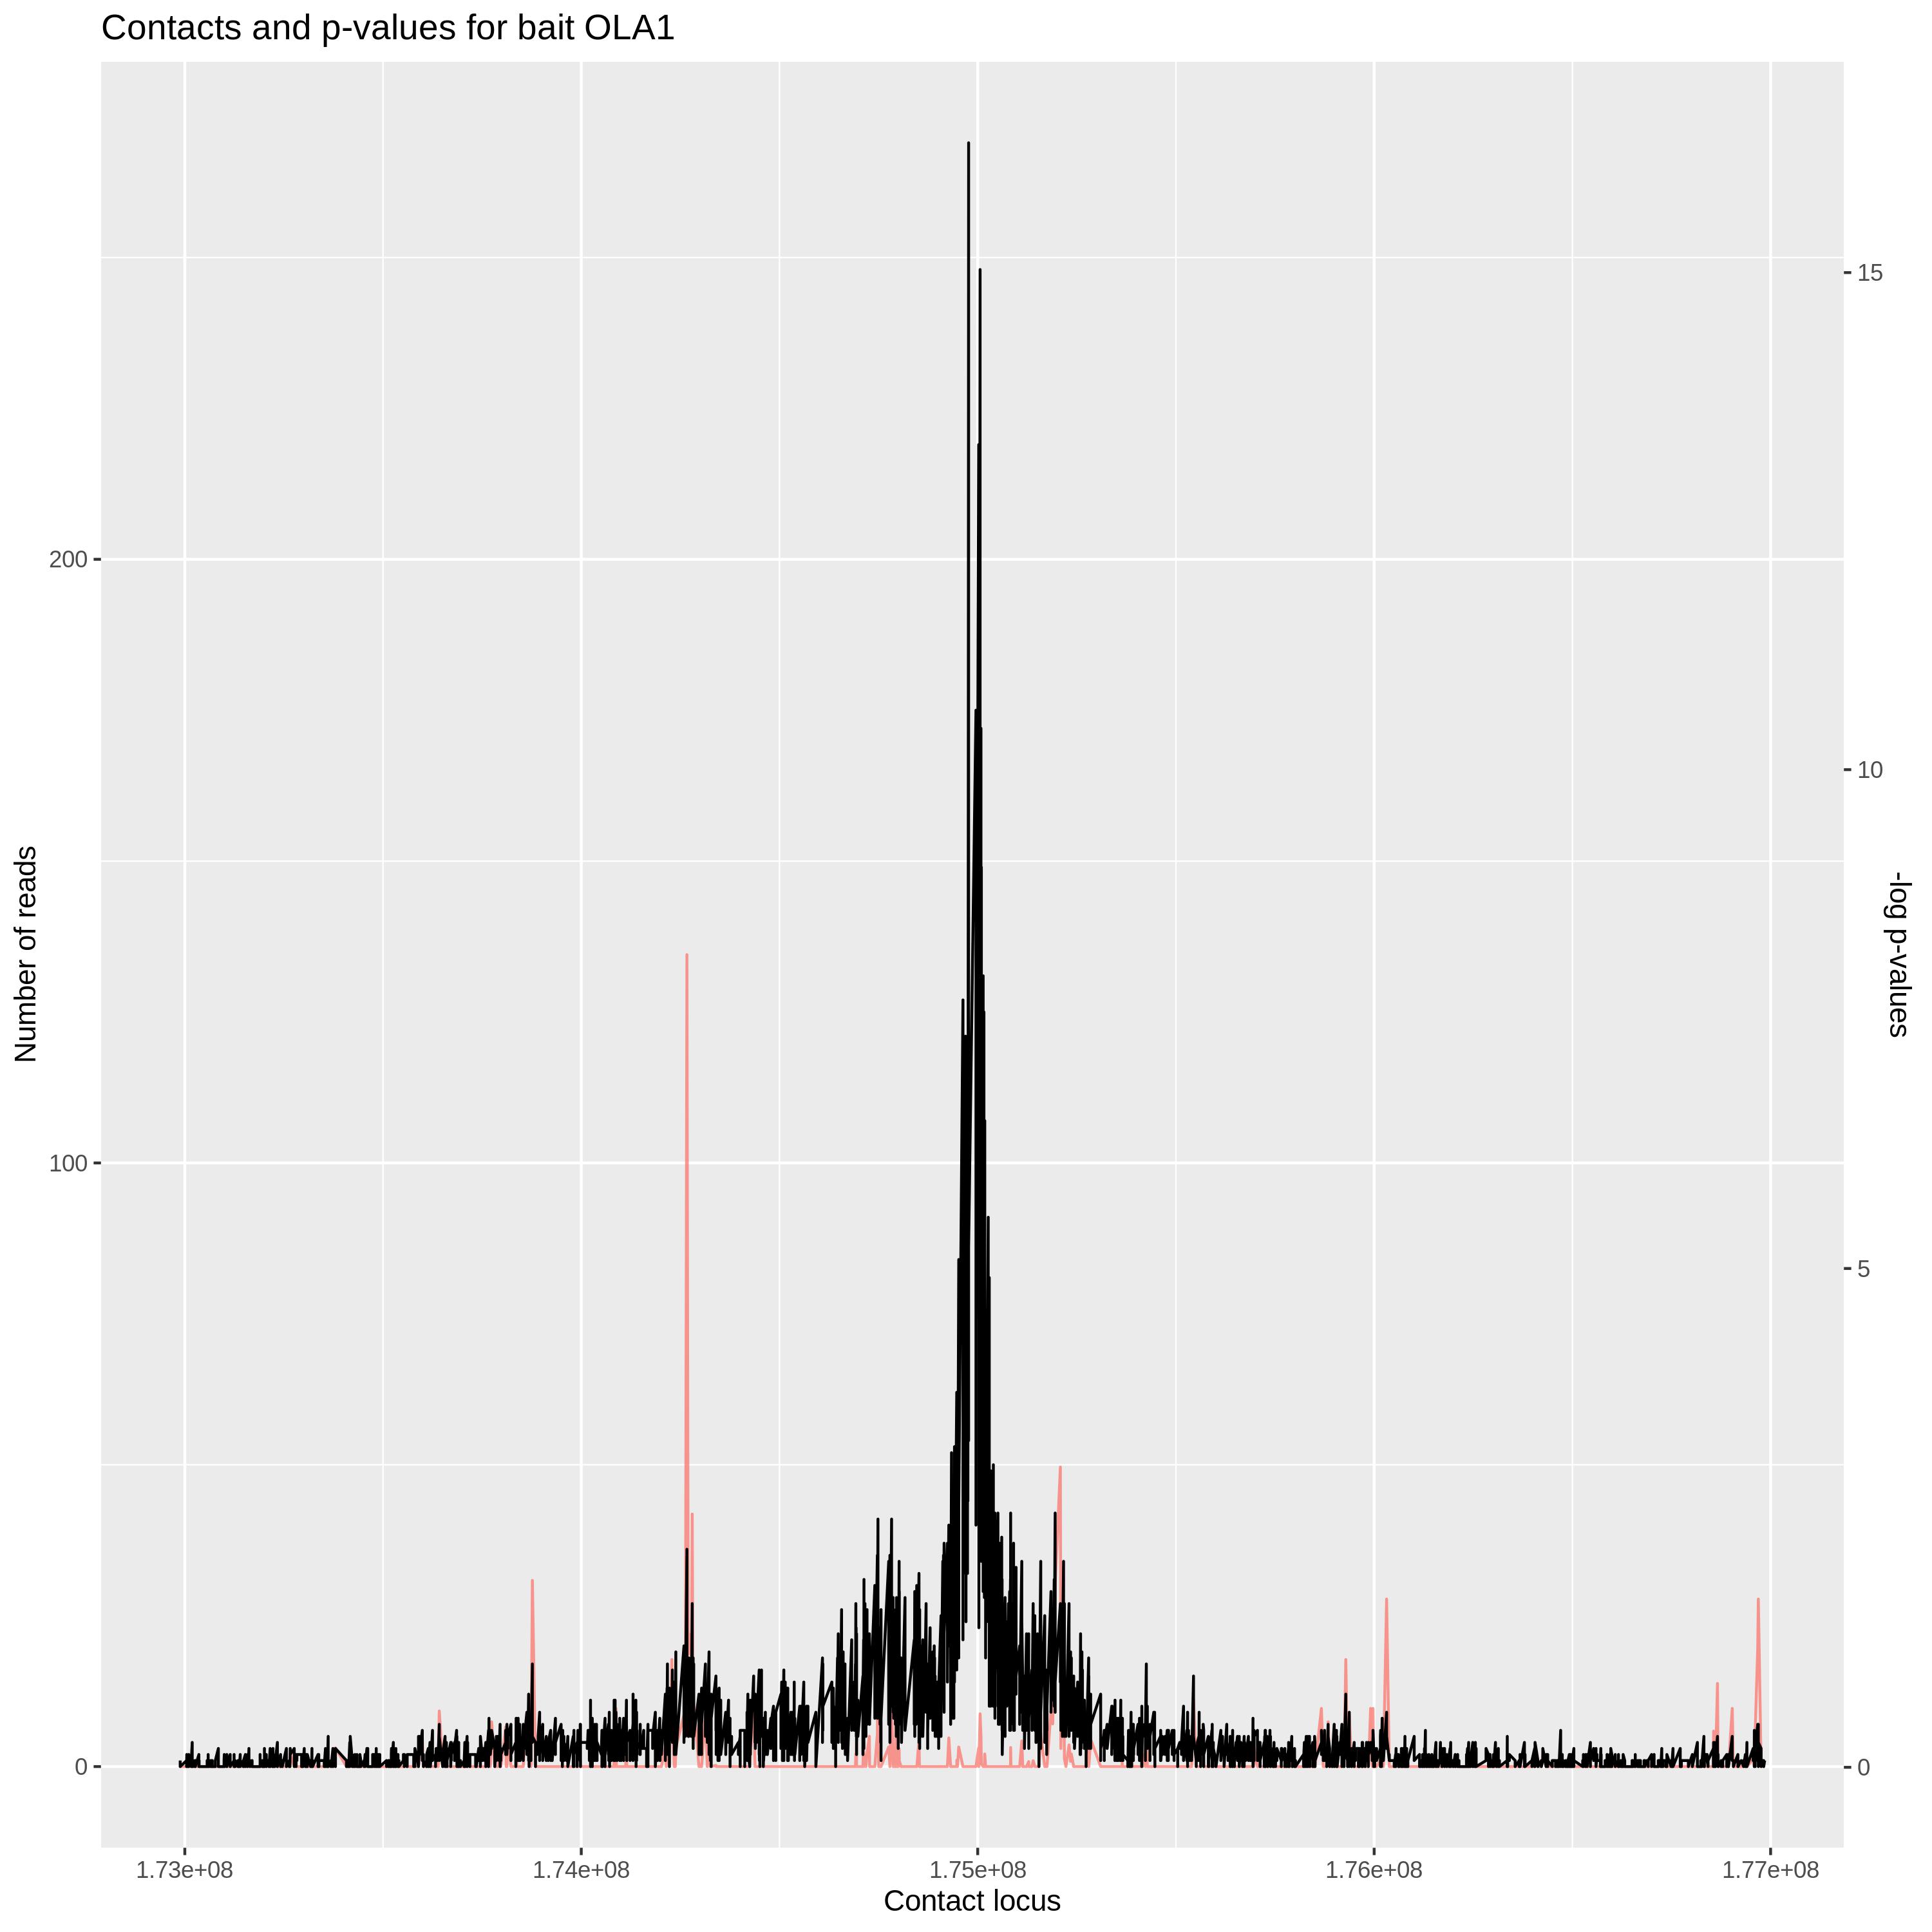 Contacts and p-values for bait OLA1
Number of reads
200
100
0
15
10
5
0
-log p-values
1.73e+08
1.74e+08
1.75e+08
1.76e+08
1.77e+08
Contact locus